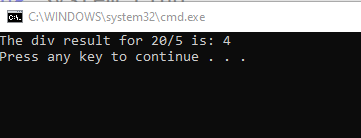 C:\WINDOWS\system32\cmd.exe
The div result for 20/5 is: 4
Press any key to continue . . .